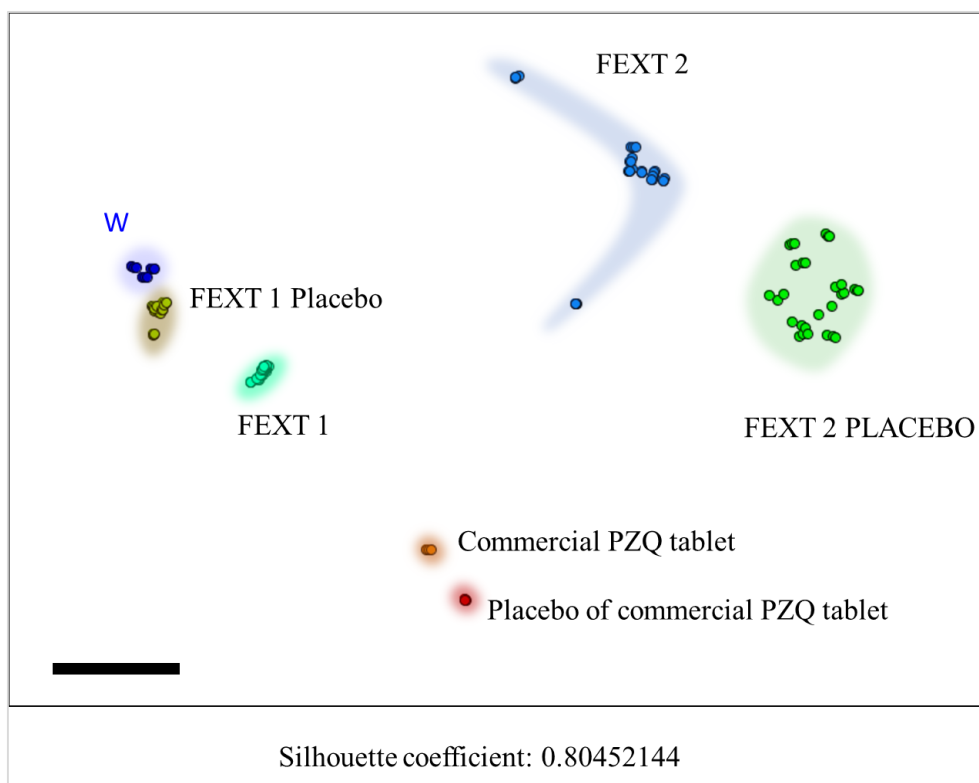 FEXT 2
W
FEXT 1 Placebo
FEXT 1
FEXT 2 PLACEBO
Commercial PZQ tablet
Placebo of commercial PZQ tablet
Silhouette coefficient: 0.80452144